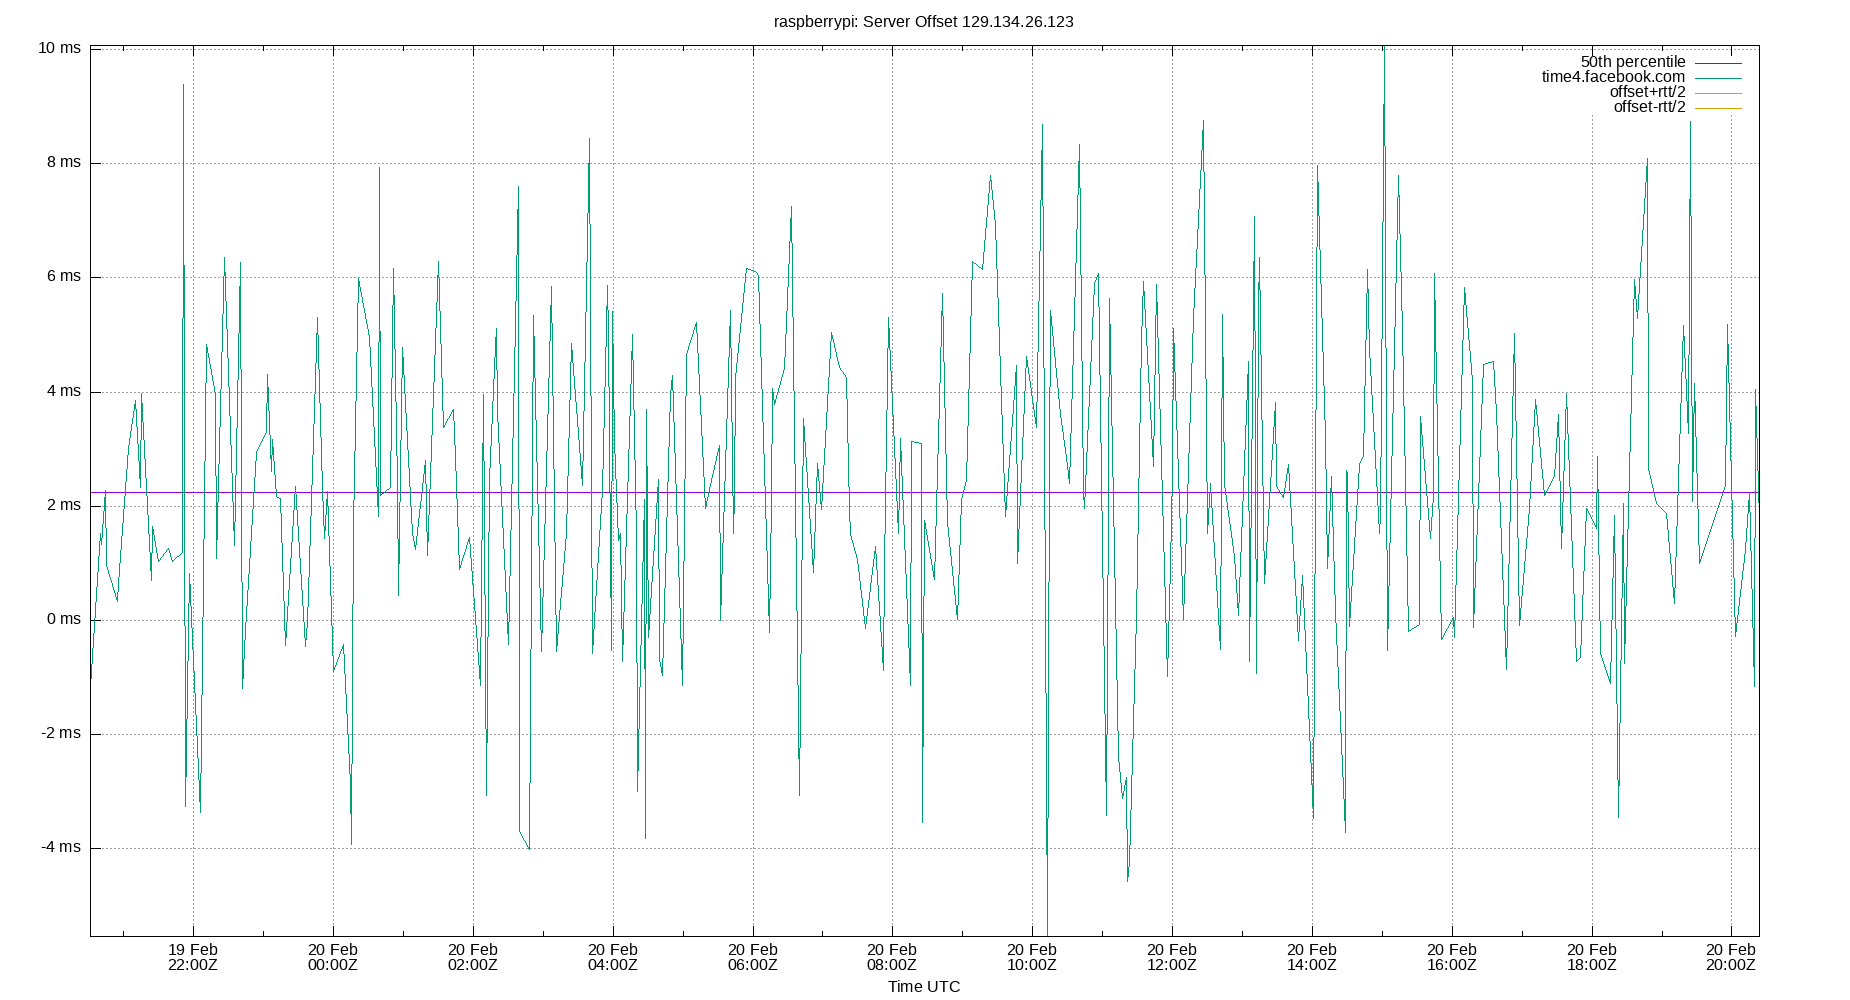 raspberrypi: Server Offset 129.134.26.123
10 ms
8 ms
6 ms
4 ms
2 ms
0 ms
-2 ms
-4 ms
50th percentile
time4.facebook.com
offset+rtt/2
offset-rtt/2
19 Feb
22:00Z
20 Feb
00:00Z
20 Feb
02:00Z
20 Feb
04:00Z
20 Feb
06:00Z
20 Feb
08:00Z
20 Feb
10:00Z
20 Feb
12:00Z
20 Feb
14:00Z
20 Feb
16:00Z
20 Feb
18:00Z
20 Feb
20:00Z
Time UTC